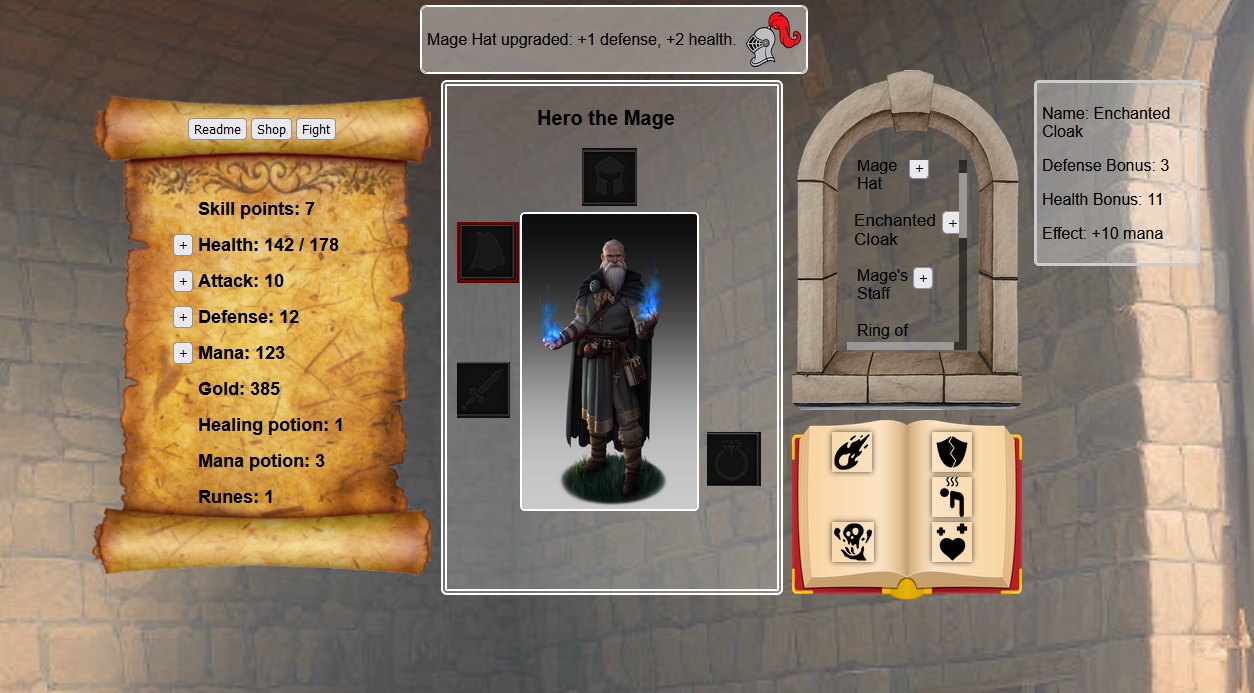 Mage Hat upgraded: +1 defense, +2 health.
Readme Shop Fight
Skill points: 7
+ Health: 142 / 178
+ Attack: 10
+ Defense: 12
+ Mana: 123
Gold: 385
Healing potion: 1
Mana potion: 3
Runes: 1
Hero the Mage
Mage +
Hat
Enchanted +
Cloak
Mage's +
Staff
Ring of
Name: Enchanted
Cloak
Defense Bonus: 3
Health Bonus: 11
Effect: +10 mana